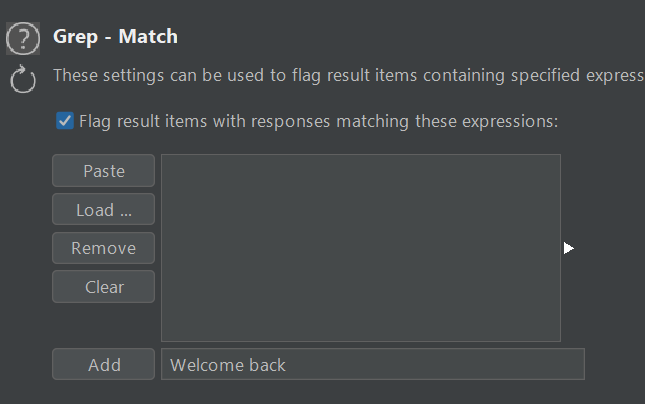 Grep - Match
These settings can be used to flag result items containing specified express
Flag result items with responses matching these expressions:
Paste
Load ...
Remove
Clear
Add
Welcome back